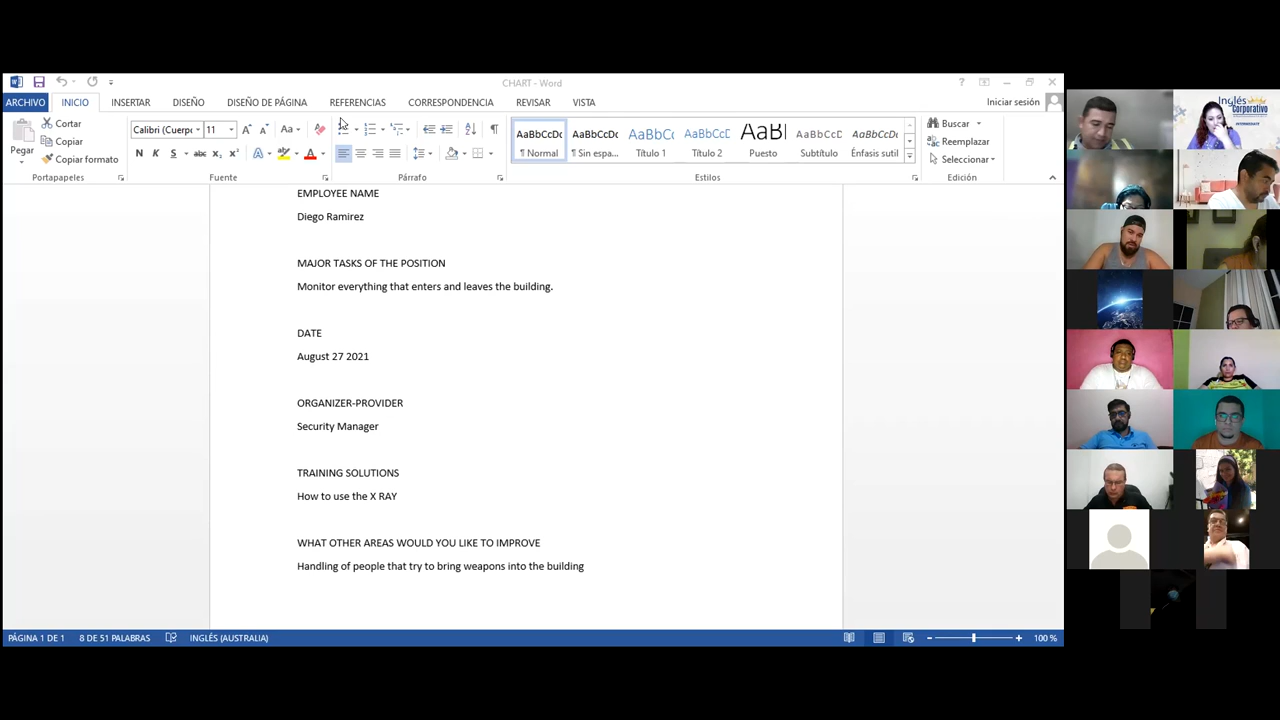 CHART - Word
ARCHIVO INICIO INSERTAR DISEÑO DISEÑO DE PÁGINA REFERENCIAS CORRESPONDENCIA REVISAR VISTA Iniciar sesión
Pegar
Cortar
Copiar
Copiar formato
Portapapeles
Calibri (Cuerpo 11
Fuente
Párrafo
AaBbCcDc AaBbCcDc AaBbC( AaBbCcD AaBl AaBbCcD AaBbCcDc
¶ Normal ¶ Sin espa... Título 1 Título 2 Puesto Subtítulo Énfasis sutil
Estilos
Buscar
Reemplazar
Seleccionar
Edición
EMPLOYEE NAME
Diego Ramirez
MAJOR TASKS OF THE POSITION
Monitor everything that enters and leaves the building.
DATE
August 27 2021
ORGANIZER-PROVIDER
Security Manager
TRAINING SOLUTIONS
How to use the X RAY
WHAT OTHER AREAS WOULD YOU LIKE TO IMPROVE
Handling of people that try to bring weapons into the building
PÁGINA 1 DE 1 8 DE 51 PALABRAS INGLÉS (AUSTRALIA) 100 %
Inglés
Corporativo
INTERMEDIATE